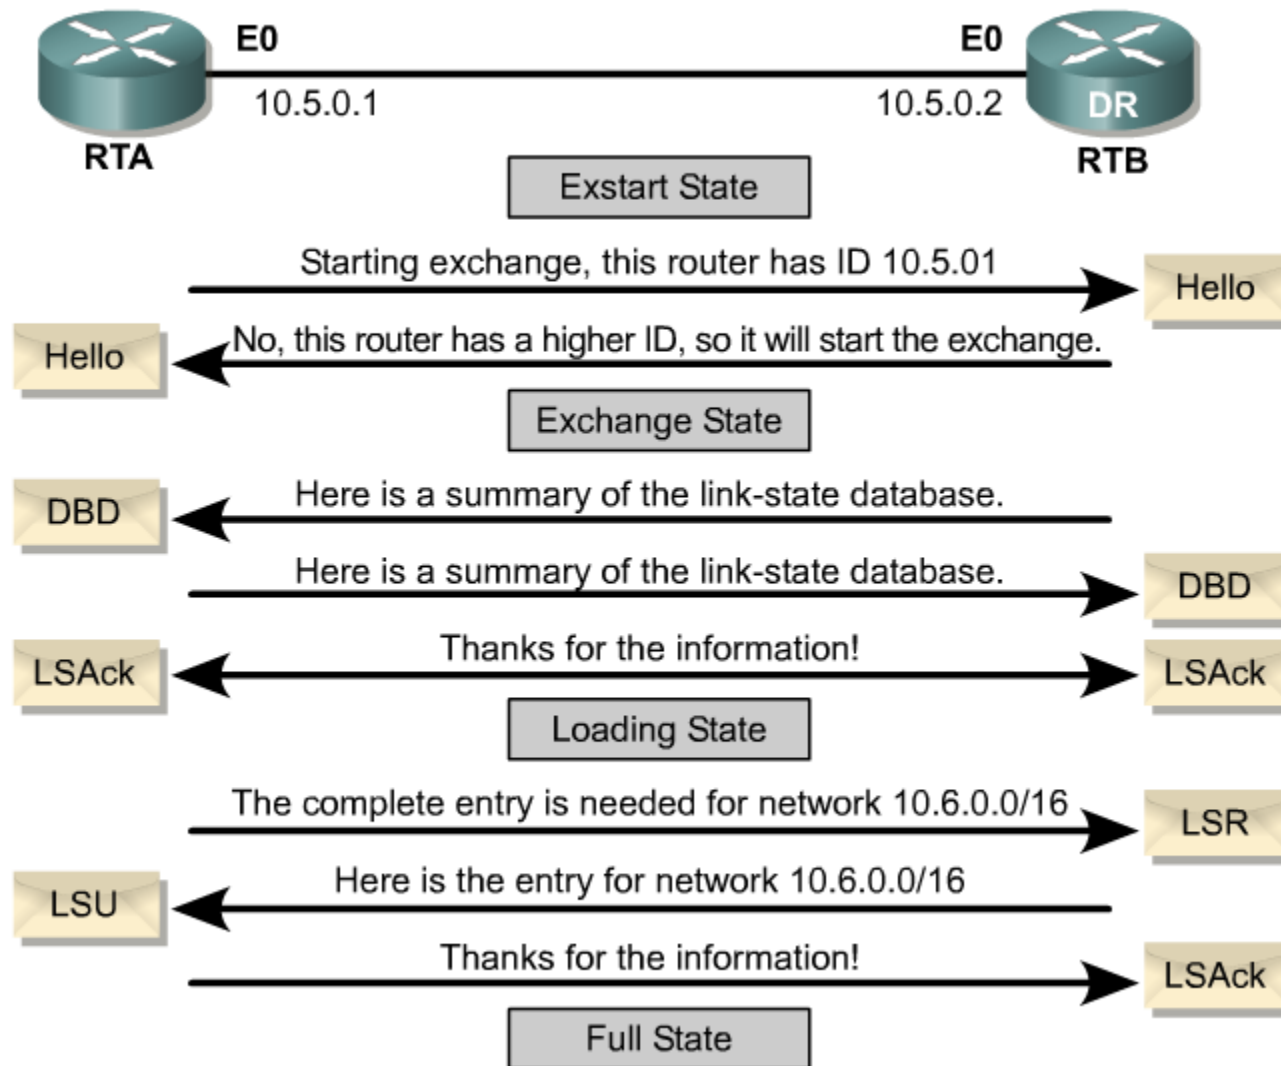 E0
E0
10.5.0.1
10.5.0.2
DR
RTA
RTB
Exstart State
Starting exchange, this router has ID 10.5.01
Hello
No, this router has a higher ID, so it will start the exchange.
Hello
Exchange State
Here is a summary of the link-state database.
DBD
Here is a summary of the link-state database.
DBD
Thanks for the information!
LSAck
LSAck
Loading State
The complete entry is needed for network 10.6.0.0/16
LSR
Here is the entry for network 10.6.0.0/16
LSU
Thanks for the information!
LSAck
Full State